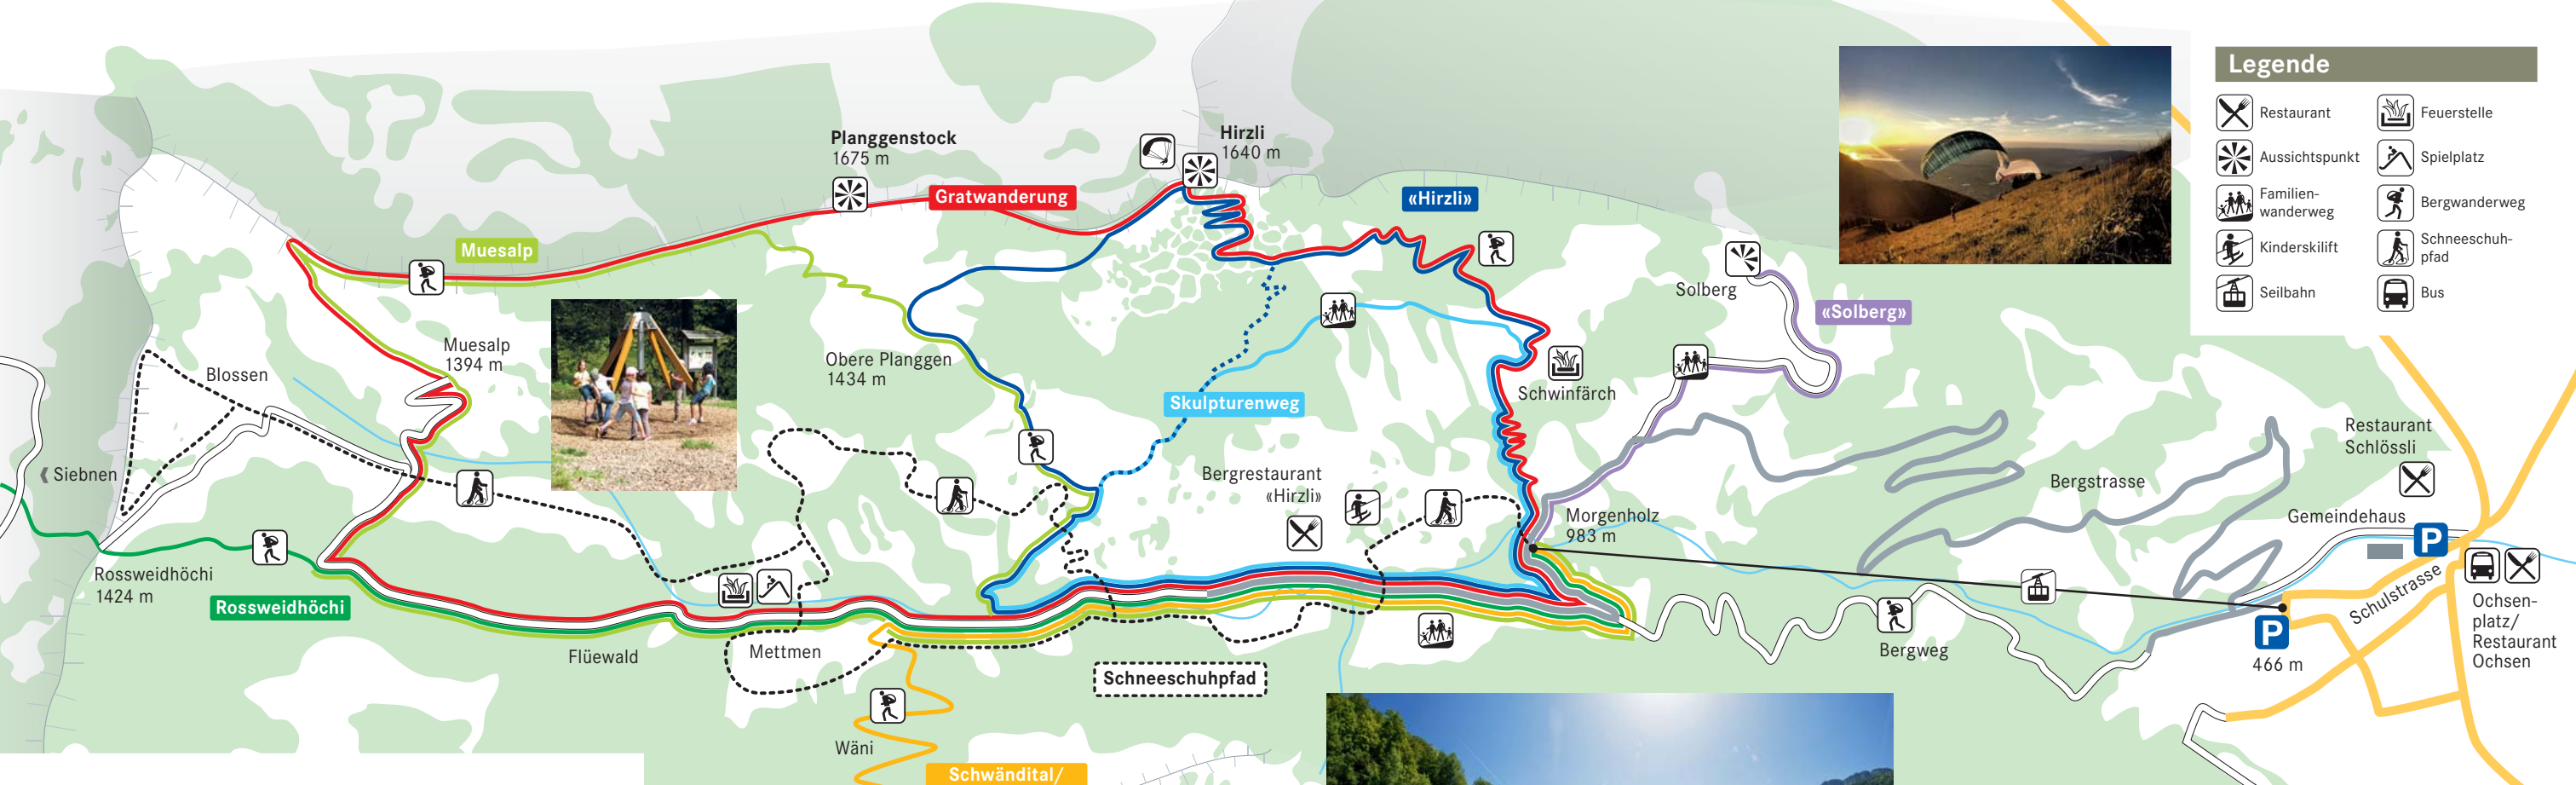 Legende
Restaurant
Feuerstelle
Aussichtspunkt
Spielplatz
Familien-
wanderweg
Bergwanderweg
Kinderskilift
Schneeschuh-
pfad
Seilbahn
Bus
Planggenstock
1675 m
Hirzli
1640 m
Gratwanderung
«Hirzli»
Muesalp
Solberg
«Solberg»
Muesalp
1394 m
Blossen
Obere Planggen
1434 m
Schwinfärch
Skulpturenweg
Restaurant
Schlössli
Siebnen
Bergrestaurant
«Hirzli»
Bergstrasse
Morgenholz
983 m
Gemeindehaus
P
Rossweidhöchi
1424 m
Rossweidhöchi
Schulstrasse
Ochsen-
platz/
Restaurant
Ochsen
P
466 m
Flüewald
Mettmen
Bergweg
Schneeschuhpfad
Wäni
Schwändital/